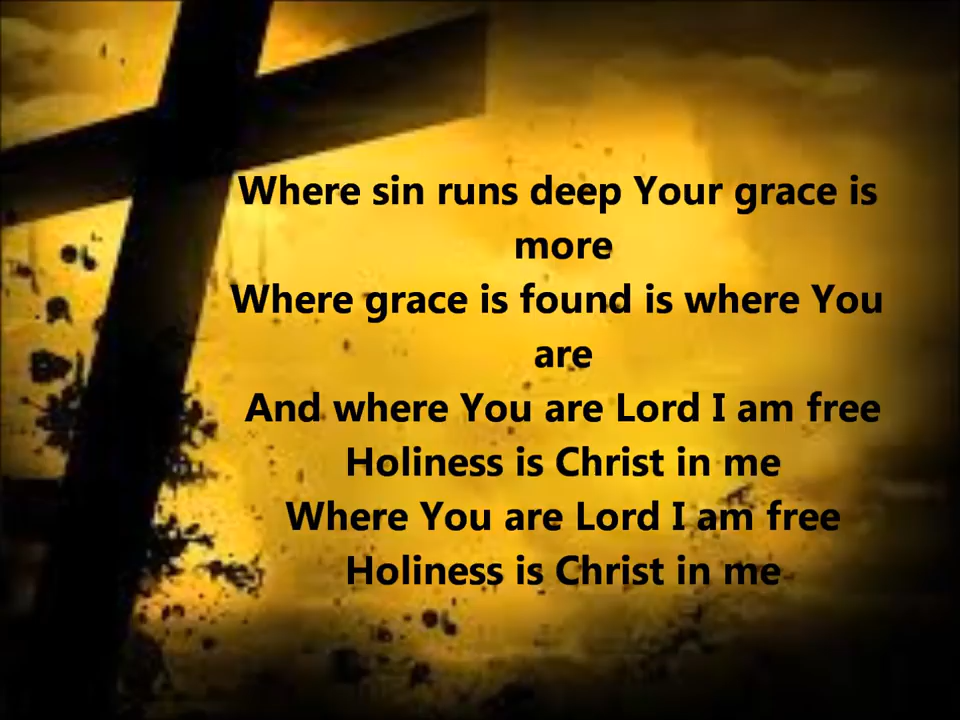 Where sin runs deep Your grace is
more
Where grace is found is where You
are
And where You are Lord I am free
Holiness is Christ in me
Where You are Lord I am free
Holiness is Christ in me